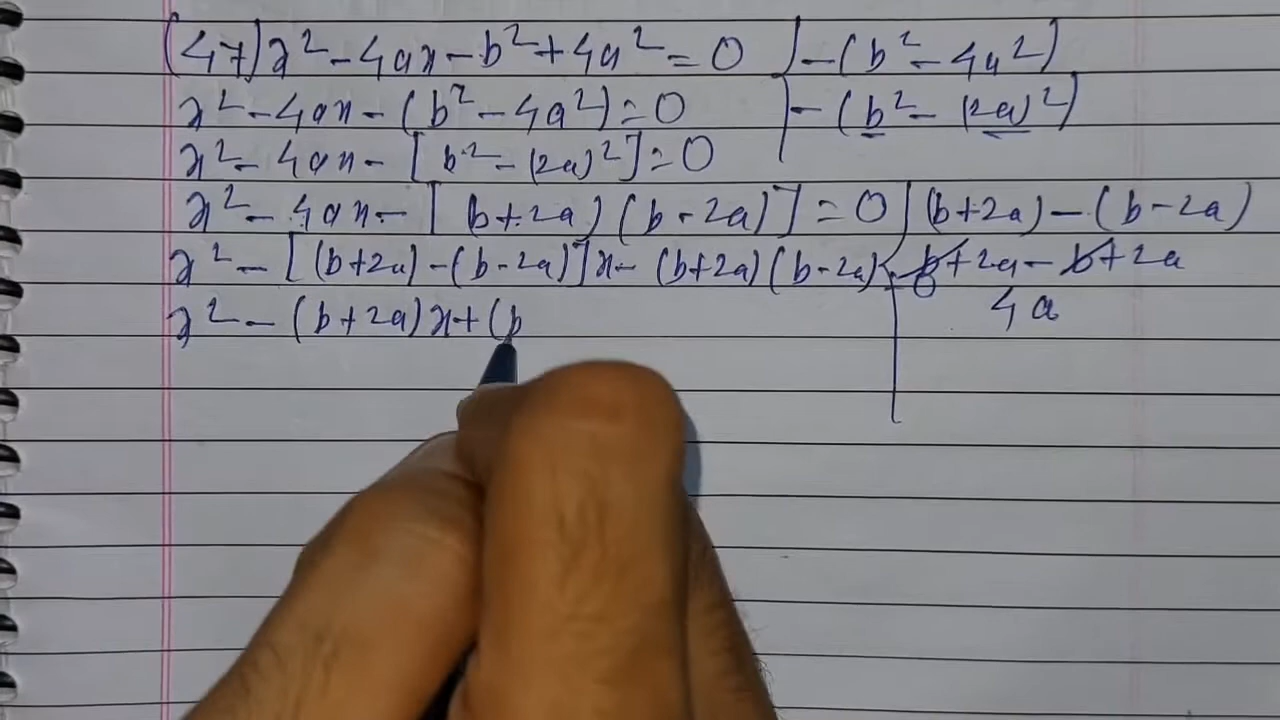 (47) x² - 4ax - b² + 4a² = 0 | - (b² - 4a²)
x² - 4ax - (b² - 4a²) = 0 | - (b² - (2a)²)
x² - 4ax - [b² - (2a)²] = 0
x² - 4ax - [(b + 2a) (b - 2a)] = 0 | (b + 2a) - (b - 2a)
x² - [(b + 2a) - (b - 2a)]x - (b + 2a) (b - 2a) = 0 | b + 2a - b + 2a
x² - (b + 2a)x + (b | 4a